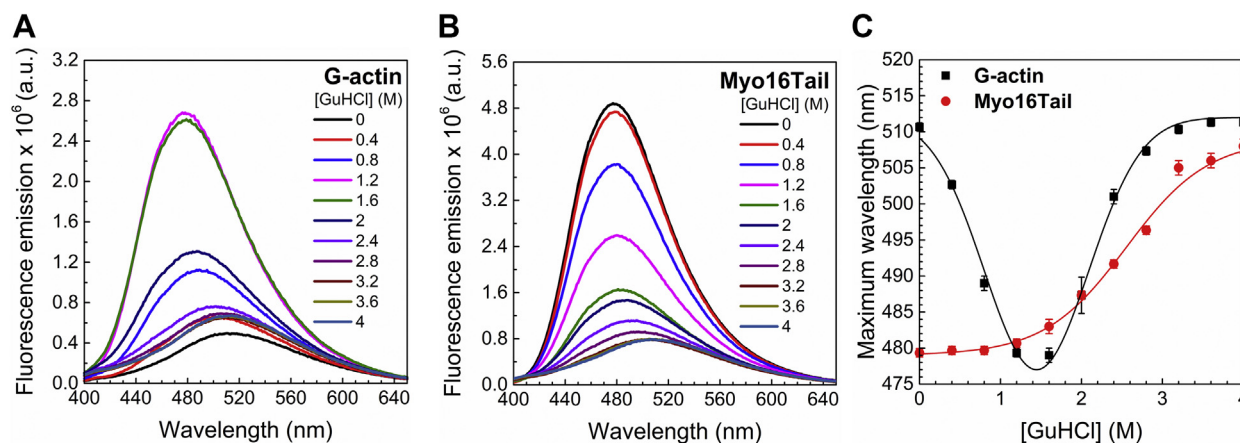 A
Fluorescence emission x 10⁶ (a.u.)
3.2
2.8
2.4
2.0
1.6
1.2
0.8
0.4
0.0
400 440 480 520 560 600 640
Wavelength (nm)
G-actin
[GuHCl] (M)
0
0.4
0.8
1.2
1.6
2
2.4
2.8
3.2
3.6
4
B
Fluorescence emission x 10⁶ (a.u.)
5.6
4.8
4.0
3.2
2.4
1.6
0.8
0.0
400 440 480 520 560 600 640
Wavelength (nm)
Myo16Tail
[GuHCl] (M)
0
0.4
0.8
1.2
1.6
2
2.4
2.8
3.2
3.6
4
C
Maximum wavelength (nm)
520
515
510
505
500
495
490
485
480
475
0 1 2 3 4
[GuHCl] (M)
G-actin
Myo16Tail